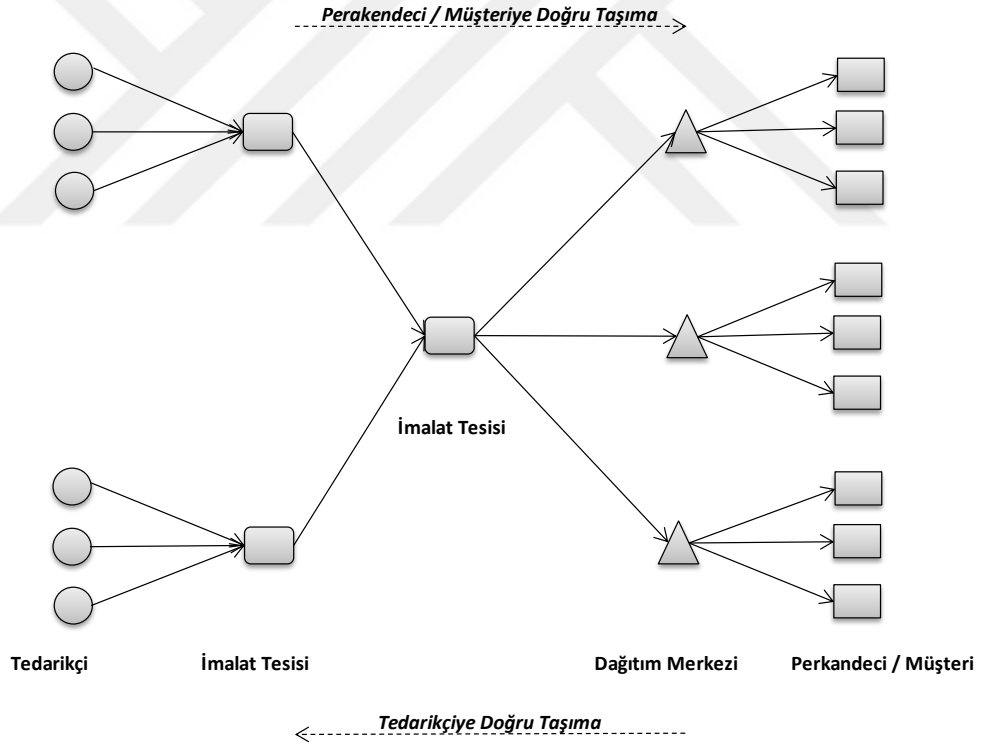 Perakendeci / Müşteriye Doğru Taşıma
İmalat Tesisi
Tedarikçi
İmalat Tesisi
Dağıtım Merkezi
Perkandeci / Müşteri
Tedarikçiye Doğru Taşıma